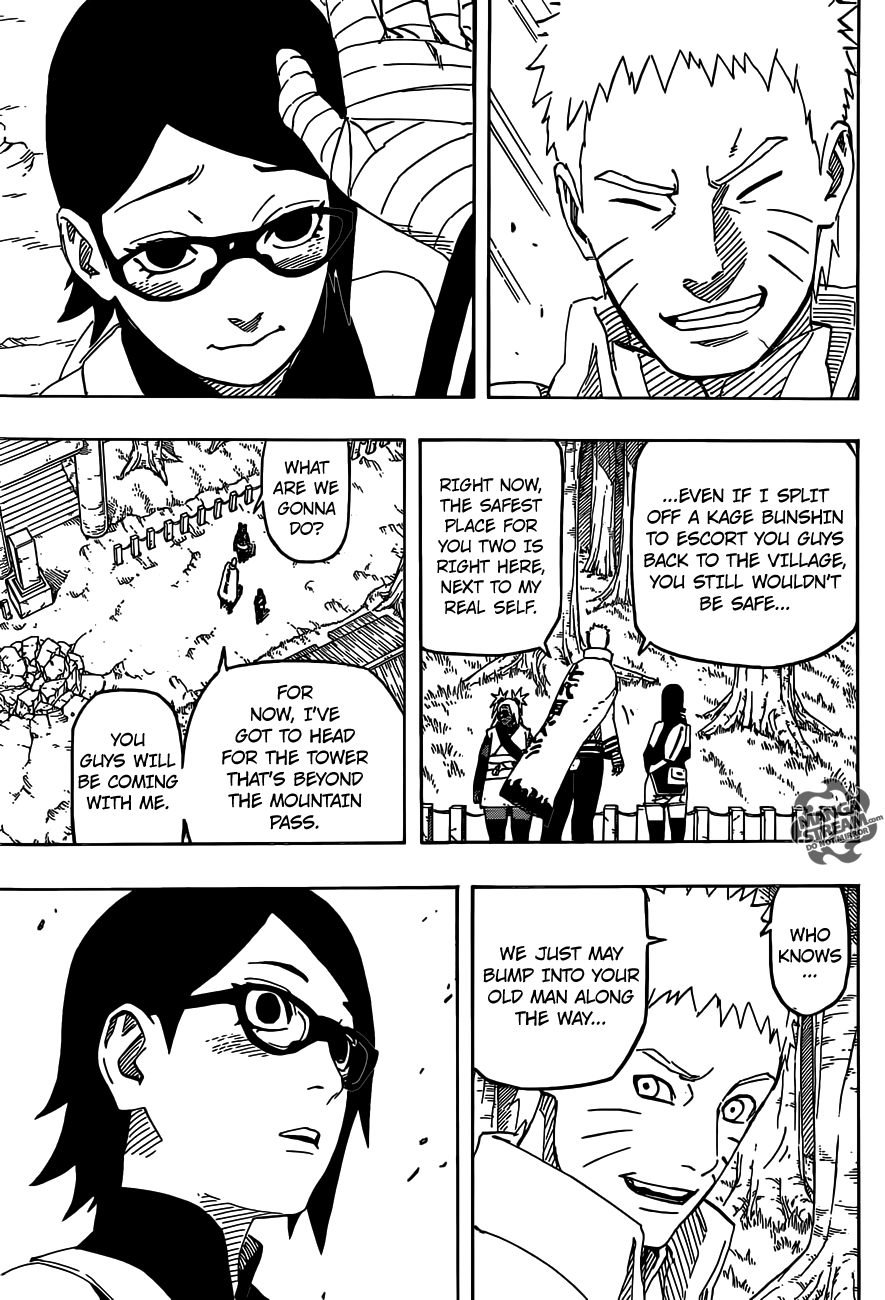 ...EVEN IF I SPLIT
OFF A KAGE BUNSHIN
TO ESCORT YOU GUYS
BACK TO THE VILLAGE,
YOU STILL WOULDN'T
BE SAFE...
RIGHT NOW,
THE SAFEST
PLACE FOR
YOU TWO IS
RIGHT HERE,
NEXT TO MY
REAL SELF.
WHAT
ARE WE
GONNA
DO?
FOR
NOW, I'VE
GOT TO HEAD
FOR THE TOWER
THAT'S BEYOND
THE MOUNTAIN
PASS.
YOU
GUYS WILL
BE COMING
WITH ME.
MANGA
STREAM.com
DO NOT MIRROR
WHO
KNOWS
...
WE JUST MAY
BUMP INTO YOUR
OLD MAN ALONG
THE WAY...